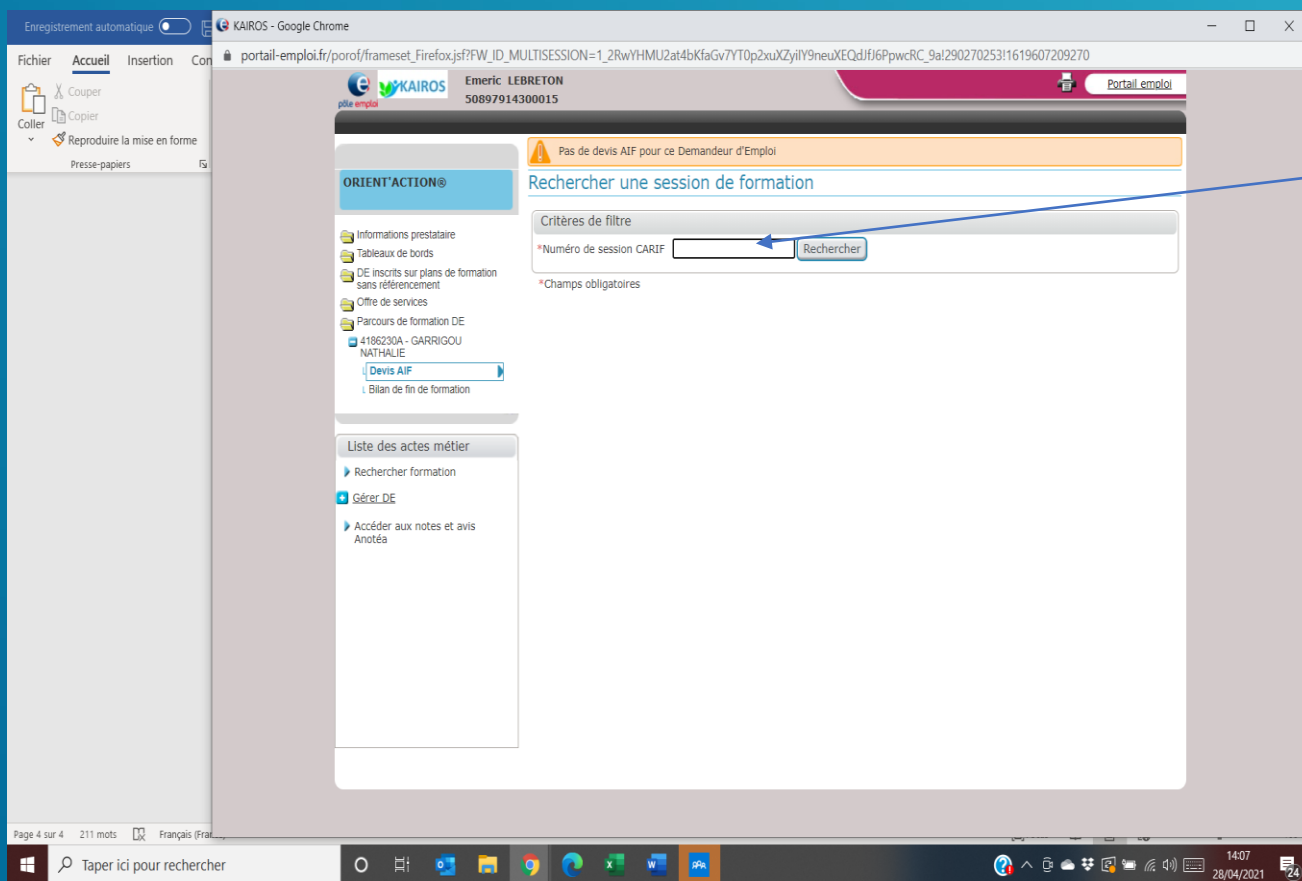 Enregistrement automatique
KAIROS - Google Chrome
portail-emploi.fr/porof/frameset_Firefox.jsf?FW_ID_MULTISESSION=1_2RwYHMU2at4bKfaGv7YT0p2xuXZyilY9neuXEQdJfJ6PpwcRC_9a!290270253!1619607209270
Fichier Accueil Insertion Con
Couper
Copier
Coller
Reproduire la mise en forme
Presse-papiers
pôle emploi
KAIROS
Emeric LEBRETON
50897914300015
Portail emploi
Pas de devis AIF pour ce Demandeur d'Emploi
ORIENT'ACTION®
Rechercher une session de formation
Critères de filtre
*Numéro de session CARIF Rechercher
*Champs obligatoires
Informations prestataire
Tableaux de bords
DE inscrits sur plans de formation
sans référencement
Offre de services
Parcours de formation DE
4186230A - GARRIGOU
NATHALIE
Devis AIF
Bilan de fin de formation
Liste des actes métier
Rechercher formation
Gérer DE
Accéder aux notes et avis
Anotéa
Page 4 sur 4 211 mots Français
Taper ici pour rechercher
14:07
28/04/2021
24